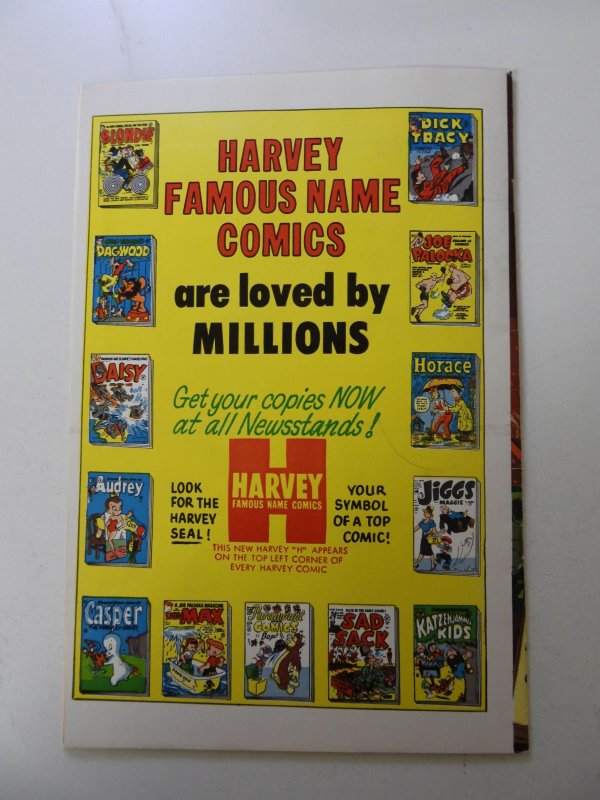 HARVEY
FAMOUS NAME
COMICS
are loved by
MILLIONS
Get your copies NOW
at all Newsstands!
LOOK
FOR THE
HARVEY
SEAL!
HARVEY
FAMOUS NAME COMICS
YOUR
SYMBOL
OF A TOP
COMIC!
THIS NEW HARVEY "H" APPEARS
ON THE TOP LEFT CORNER OF
EVERY HARVEY COMIC
BLONDIE
DAGWOOD
DAISY
Audrey
Casper
DICK
TRACY
JOE
PALOOKA
Horace
JIGGS
MAGGIE
MAX
Paramount
COMICS
SAD
SACK
KATZENJAMMER
KIDS